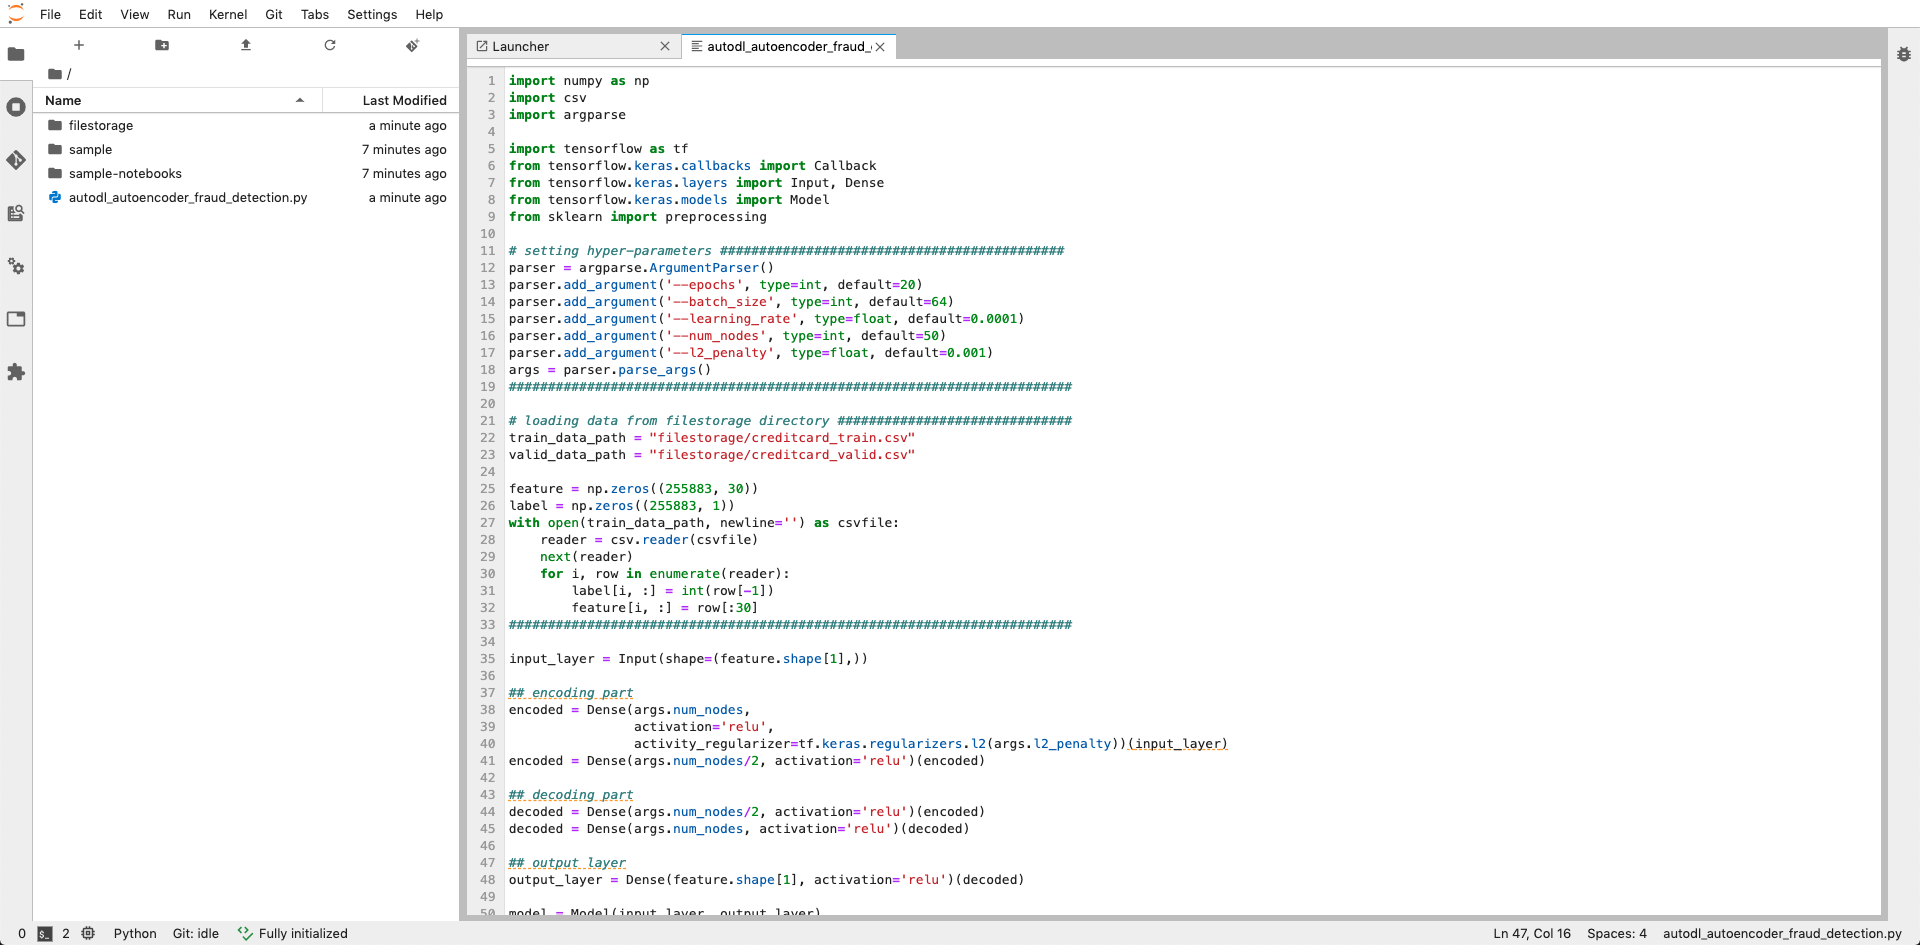 File Edit View Run Kernel Git Tabs Settings Help
Launcher
autodl_autoencoder_fraud_
/
Name Last Modified
filestorage a minute ago
sample 7 minutes ago
sample-notebooks 7 minutes ago
autodl_autoencoder_fraud_detection.py a minute ago
1 import numpy as np
2 import csv
3 import argparse
4
5 import tensorflow as tf
6 from tensorflow.keras.callbacks import Callback
7 from tensorflow.keras.layers import Input, Dense
8 from tensorflow.keras.models import Model
9 from sklearn import preprocessing
10
11 # setting hyper-parameters ############################################
12 parser = argparse.ArgumentParser()
13 parser.add_argument('--epochs', type=int, default=20)
14 parser.add_argument('--batch_size', type=int, default=64)
15 parser.add_argument('--learning_rate', type=float, default=0.0001)
16 parser.add_argument('--num_nodes', type=int, default=50)
17 parser.add_argument('--l2_penalty', type=float, default=0.001)
18 args = parser.parse_args()
19 ########################################################################
20
21 # loading data from filestorage directory ##############################
22 train_data_path = "filestorage/creditcard_train.csv"
23 valid_data_path = "filestorage/creditcard_valid.csv"
24
25 feature = np.zeros((255883, 30))
26 label = np.zeros((255883, 1))
27 with open(train_data_path, newline='') as csvfile:
28     reader = csv.reader(csvfile)
29     next(reader)
30     for i, row in enumerate(reader):
31         label[i, :] = int(row[-1])
32         feature[i, :] = row[:30]
33 ########################################################################
34
35 input_layer = Input(shape=(feature.shape[1],))
36
37 ## encoding part
38 encoded = Dense(args.num_nodes,
39                 activation='relu',
40                 activity_regularizer=tf.keras.regularizers.l2(args.l2_penalty))(input_layer)
41 encoded = Dense(args.num_nodes/2, activation='relu')(encoded)
42
43 ## decoding part
44 decoded = Dense(args.num_nodes/2, activation='relu')(encoded)
45 decoded = Dense(args.num_nodes, activation='relu')(decoded)
46
47 ## output layer
48 output_layer = Dense(feature.shape[1], activation='relu')(decoded)
49
50 model = Model(input_layer, output_layer)
0 2 Python Git: idle Fully initialized Ln 47, Col 16 Spaces: 4 autodl_autoencoder_fraud_detection.py